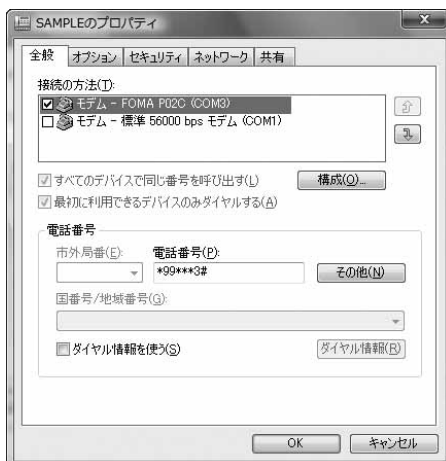 SAMPLEのプロパティ
全般 オプション セキュリティ ネットワーク 共有
接続の方法(T):
モデム - FOMA P02C (COM3)
モデム - 標準 56000 bps モデム (COM1)
すべてのデバイスで同じ番号を呼び出す(L)
構成(O)...
最初に利用できるデバイスのみダイヤルする(A)
電話番号
市外局番(E): 電話番号(P):
*99***3# その他(N)
国番号/地域番号(G):
ダイヤル情報を使う(S) ダイヤル情報(R)
OK キャンセル